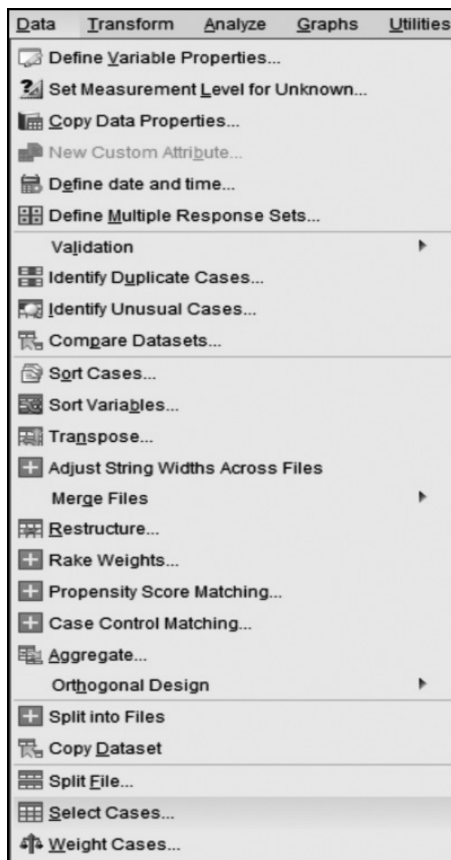 Data Transform Analyze Graphs Utilities
Define Variable Properties...
Set Measurement Level for Unknown...
Copy Data Properties...
New Custom Attribute...
Define date and time...
Define Multiple Response Sets...
Validation
Identify Duplicate Cases...
Identify Unusual Cases...
Compare Datasets...
Sort Cases...
Sort Variables...
Transpose...
Adjust String Widths Across Files
Merge Files
Restructure...
Rake Weights...
Propensity Score Matching...
Case Control Matching...
Aggregate...
Orthogonal Design
Split into Files
Copy Dataset
Split File...
Select Cases...
Weight Cases...